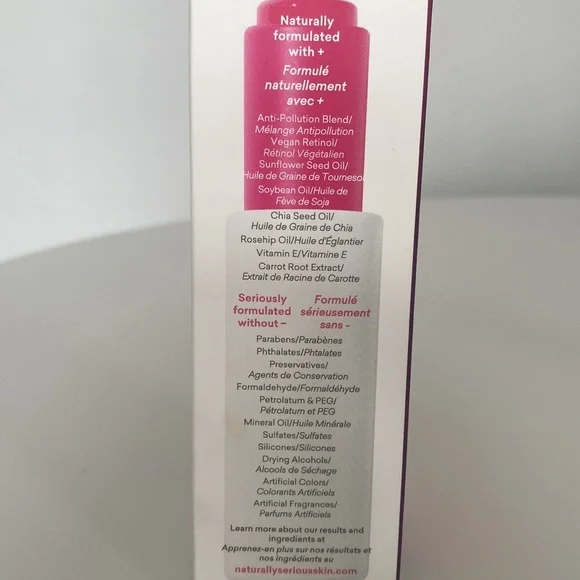 Naturally
formulated
with +
Formulé
naturellement
avec +
Anti-Pollution Blend/
Mélange Antipollution
Vegan Retinol/
Rétinol Végétalien
Sunflower Seed Oil/
Huile de Graine de Tournesol
Soybean Oil/Huile de
Fève de Soja
Chia Seed Oil/
Huile de Graine de Chia
Rosehip Oil/Huile d'Églantier
Vitamin E/Vitamine E
Carrot Root Extract/
Extrait de Racine de Carotte
Seriously Formulé
formulated sérieusement
without – sans -
Parabens/Parabènes
Phthalates/Phtalates
Preservatives/
Agents de Conservation
Formaldehyde/Formaldéhyde
Petrolatum & PEG/
Pétrolatum et PEG
Mineral Oil/Huile Minérale
Sulfates/Sulfates
Silicones/Silicones
Drying Alcohols/
Alcools de Séchage
Artificial Colors/
Colorants Artificiels
Artificial Fragrances/
Parfums Artificiels
Learn more about our results and
ingredients at
Apprenez-en plus sur nos résultats et
nos ingrédients au
naturallyseriousskin.com